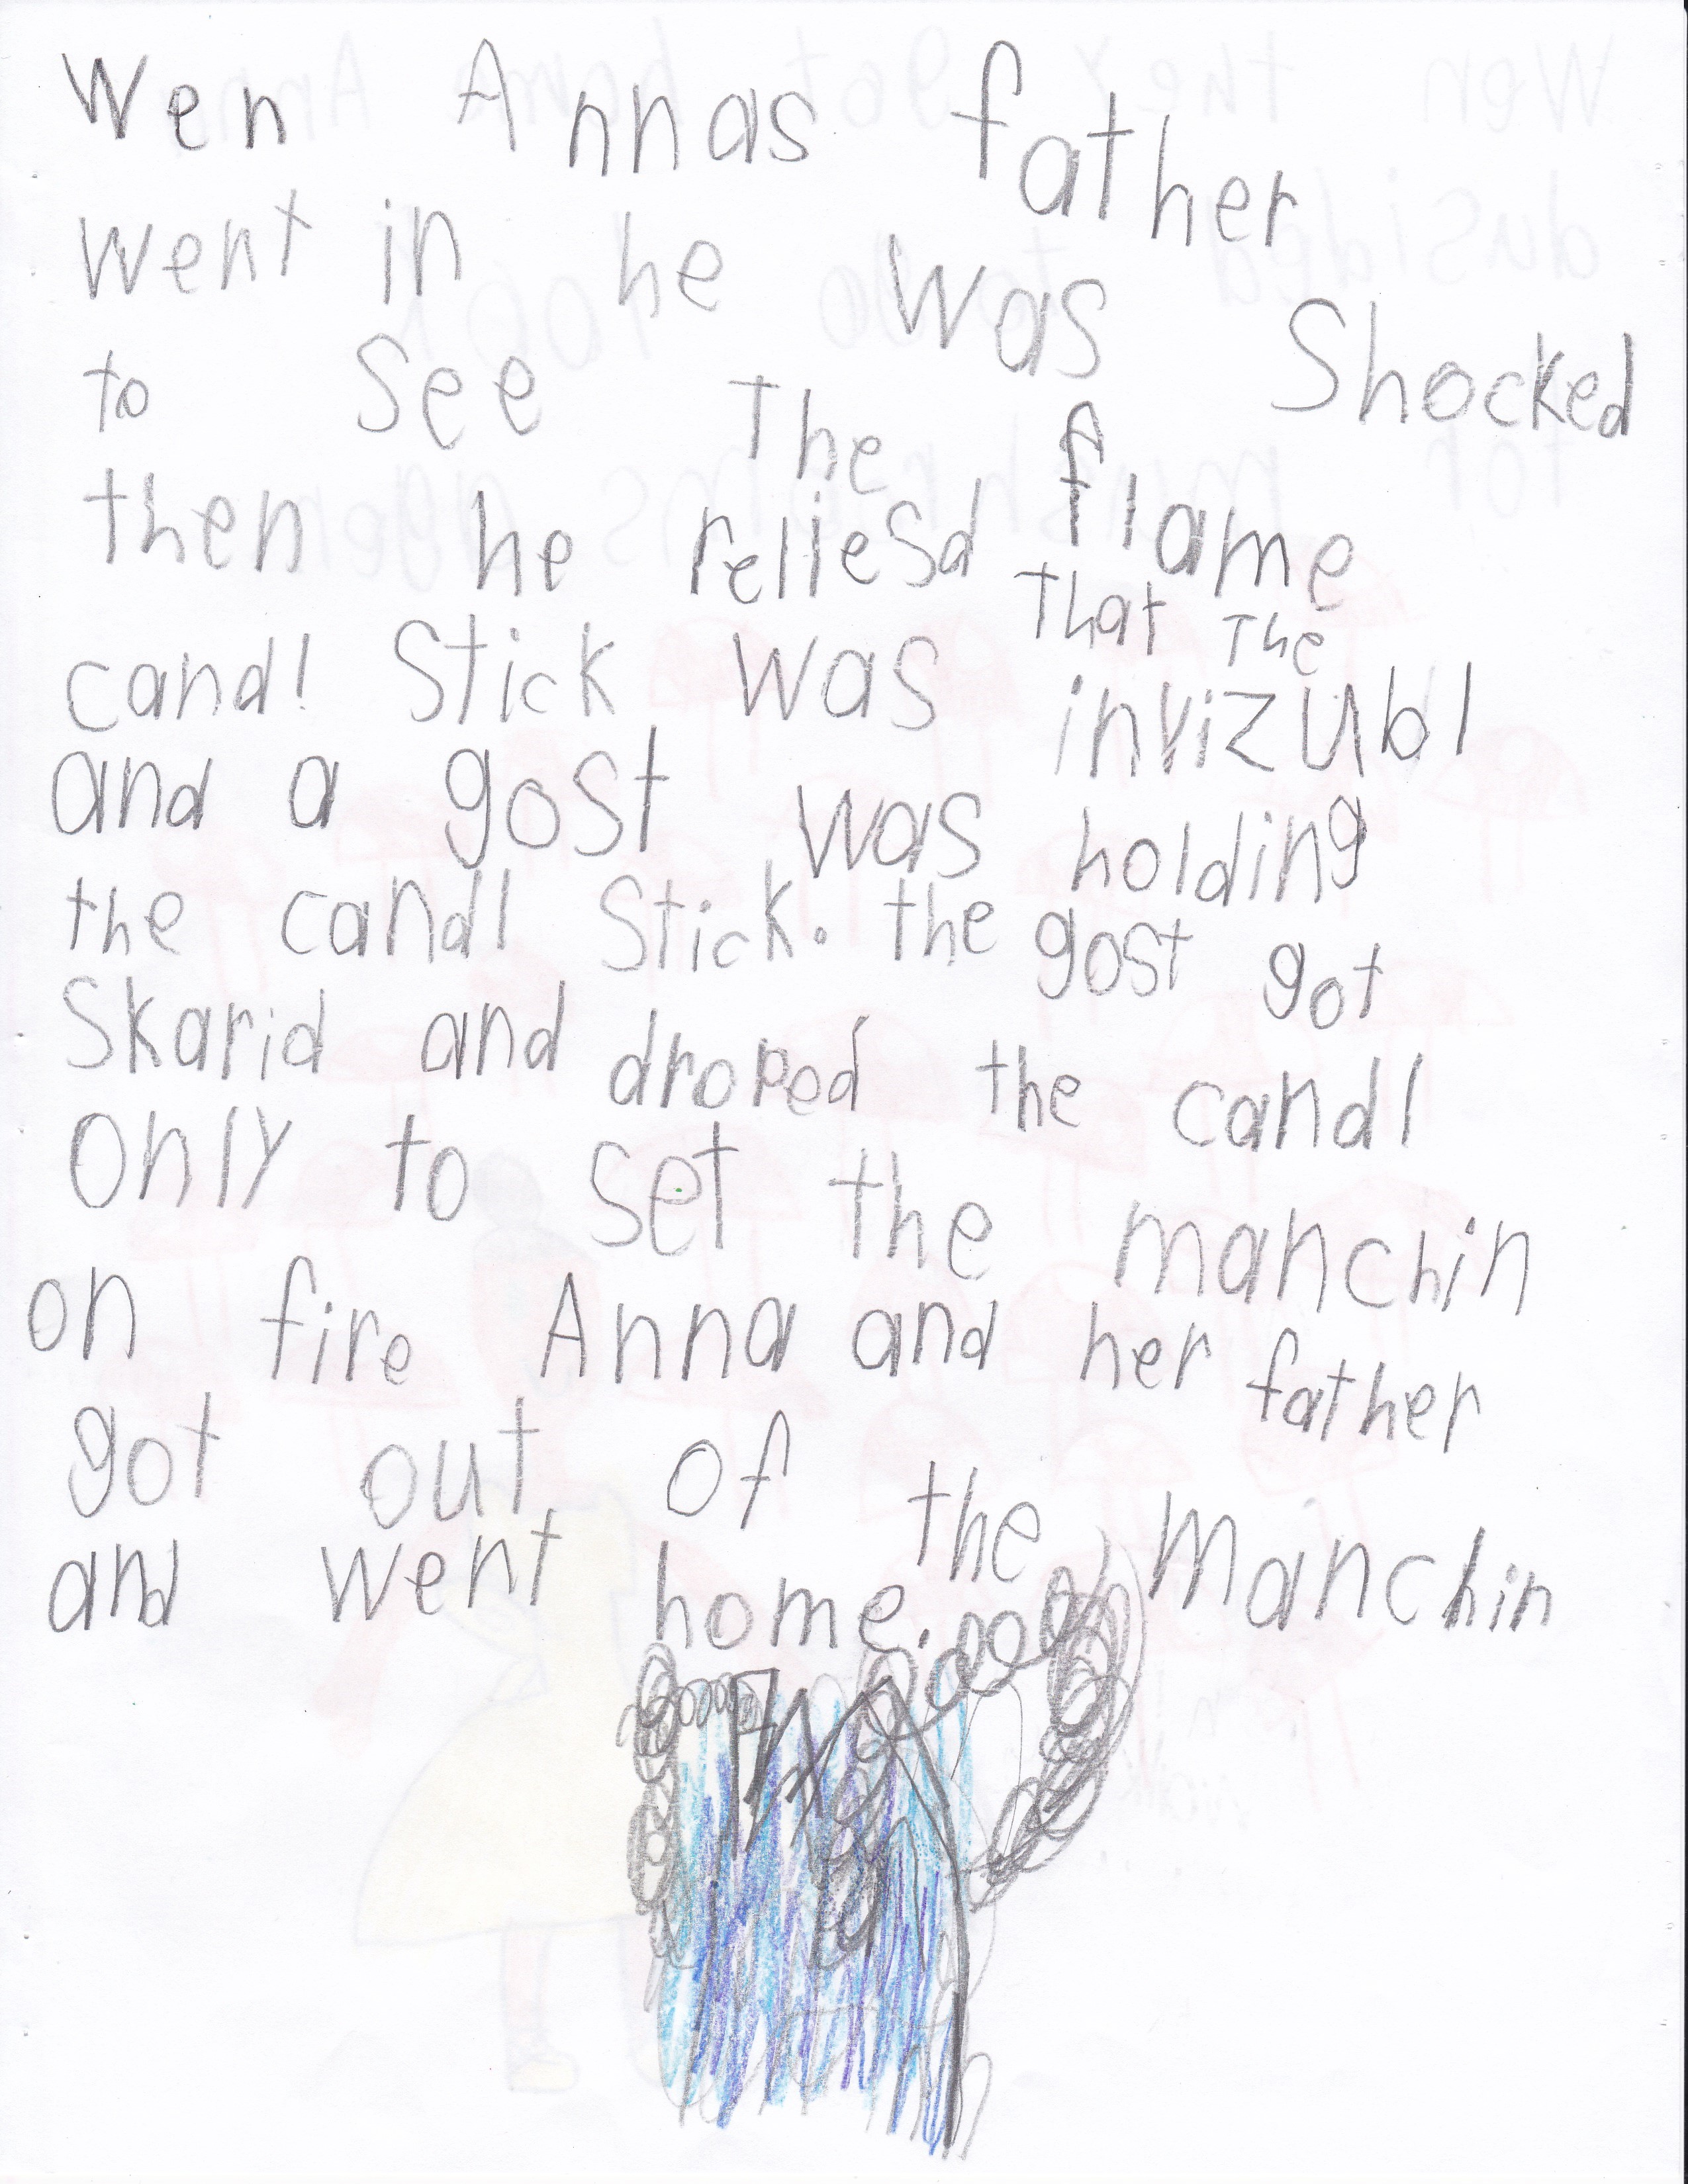 Wen Annas father
went in he was Shocked
to See The flame
then he reliesd that The
candl Stick was invizubl
and a gost was holding
the candl Stick. the gost got
Skarid and droped the candl
only to set the manchin
on fire Anna and her father
got out of the manchin
and went home.